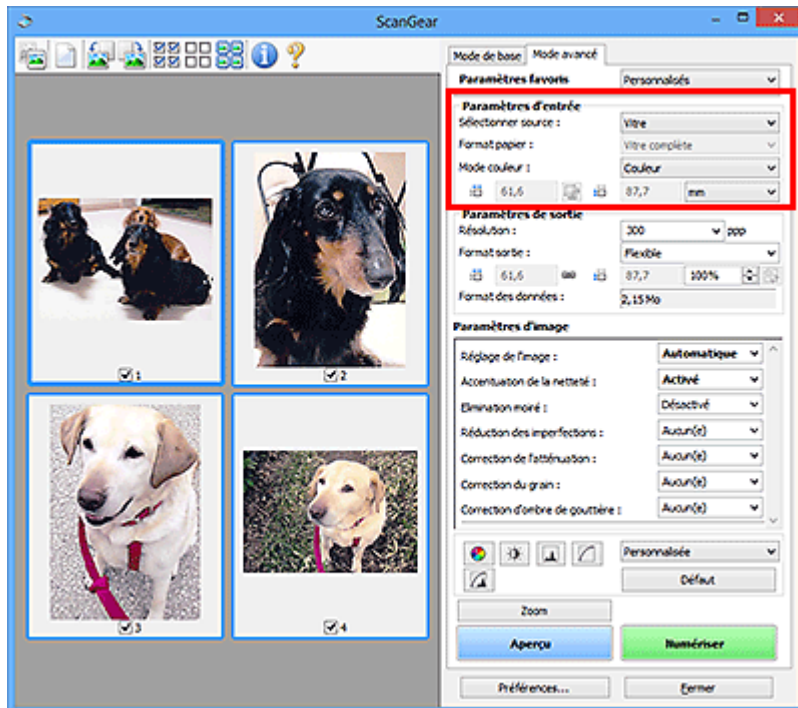 ScanGear
Mode de base Mode avancé
Paramètres favoris Personnalisés
Paramètres d'entrée
Sélectionner source : Vitre
Format papier : Vitre complète
Mode couleur : Couleur
61,6 87,7 mm
Paramètres de sortie
Résolution : 300 ppp
Format sortie : Flexible
61,6 87,7 100%
Format des données : 2,15 Mo
Paramètres d'image
Réglage de l'image : Automatique
Accentuation de la netteté : Activé
Elimination moiré : Désactivé
Réduction des imperfections : Aucun(e)
Correction de l'atténuation : Aucun(e)
Correction du grain : Aucun(e)
Correction d'ombre de gouttière : Aucun(e)
1
2
3
4
Personnalisée
Défaut
Zoom
Aperçu Numériser
Préférences... Fermer